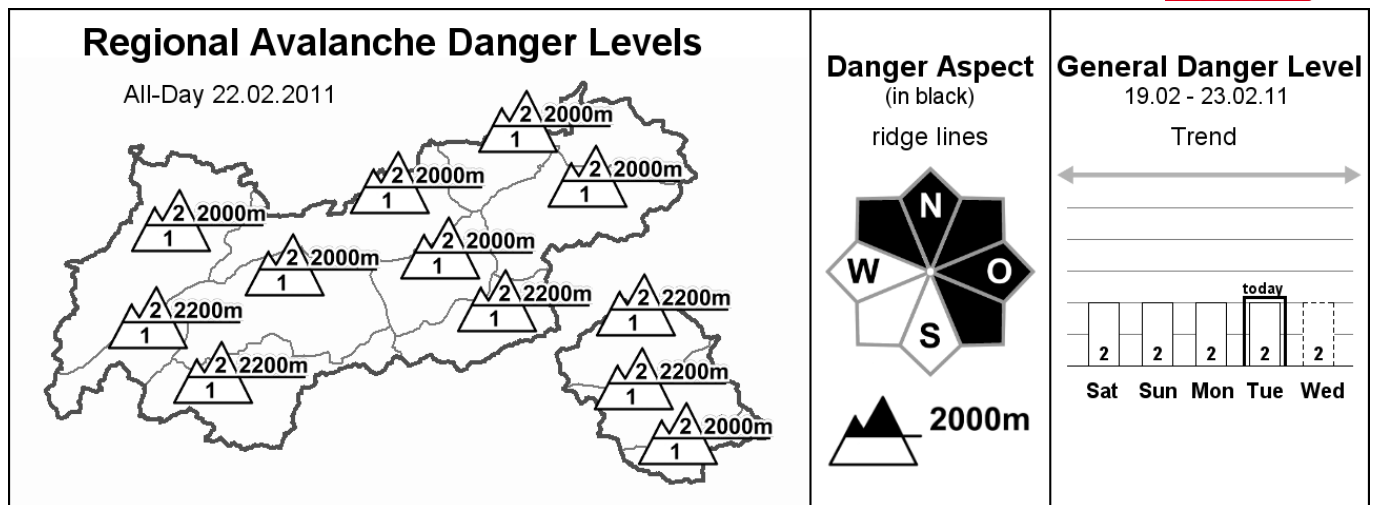 Regional Avalanche Danger Levels
All-Day 22.02.2011
2 2000m
1
2 2000m
1
2 2000m
1
2 2000m
1
2 2000m
1
2 2000m
1
2 2200m
1
2 2200m
1
2 2200m
1
2 2200m
1
2 2200m
1
2 2000m
1
Danger Aspect
(in black)
ridge lines
N
W O
S
2000m
General Danger Level
19.02 - 23.02.11
Trend
today
2 2 2 2 2
Sat Sun Mon Tue Wed